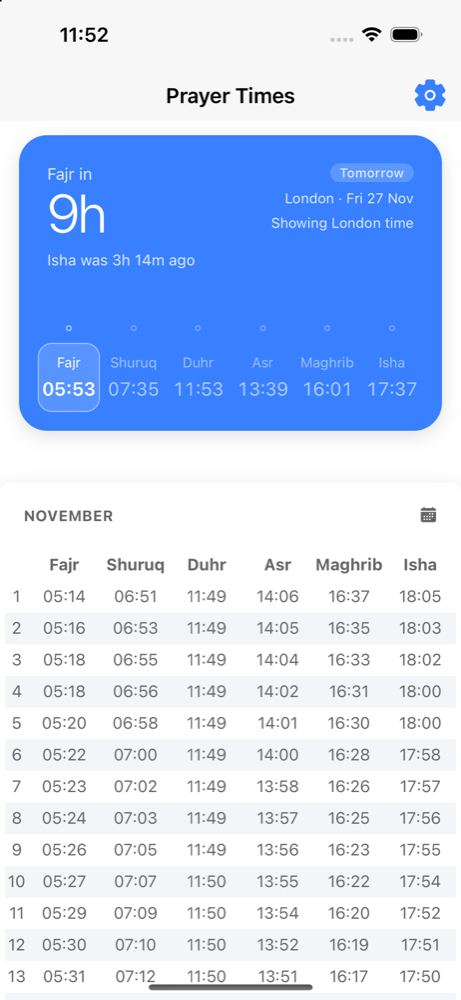 11:52
Prayer Times
Fajr in
9h
Isha was 3h 14m ago
Tomorrow
London · Fri 27 Nov
Showing London time
Fajr Shuruq Duhr Asr Maghrib Isha
05:53 07:35 11:53 13:39 16:01 17:37
NOVEMBER
Fajr Shuruq Duhr Asr Maghrib Isha
1 05:14 06:51 11:49 14:06 16:37 18:05
2 05:16 06:53 11:49 14:05 16:35 18:03
3 05:18 06:55 11:49 14:04 16:33 18:02
4 05:18 06:56 11:49 14:02 16:31 18:00
5 05:20 06:58 11:49 14:01 16:30 18:00
6 05:22 07:00 11:49 14:00 16:28 17:58
7 05:23 07:02 11:49 13:58 16:26 17:57
8 05:24 07:03 11:49 13:57 16:25 17:56
9 05:26 07:05 11:49 13:56 16:23 17:55
10 05:27 07:07 11:50 13:55 16:22 17:54
11 05:29 07:09 11:50 13:54 16:20 17:52
12 05:30 07:10 11:50 13:52 16:19 17:51
13 05:31 07:12 11:50 13:51 16:17 17:50